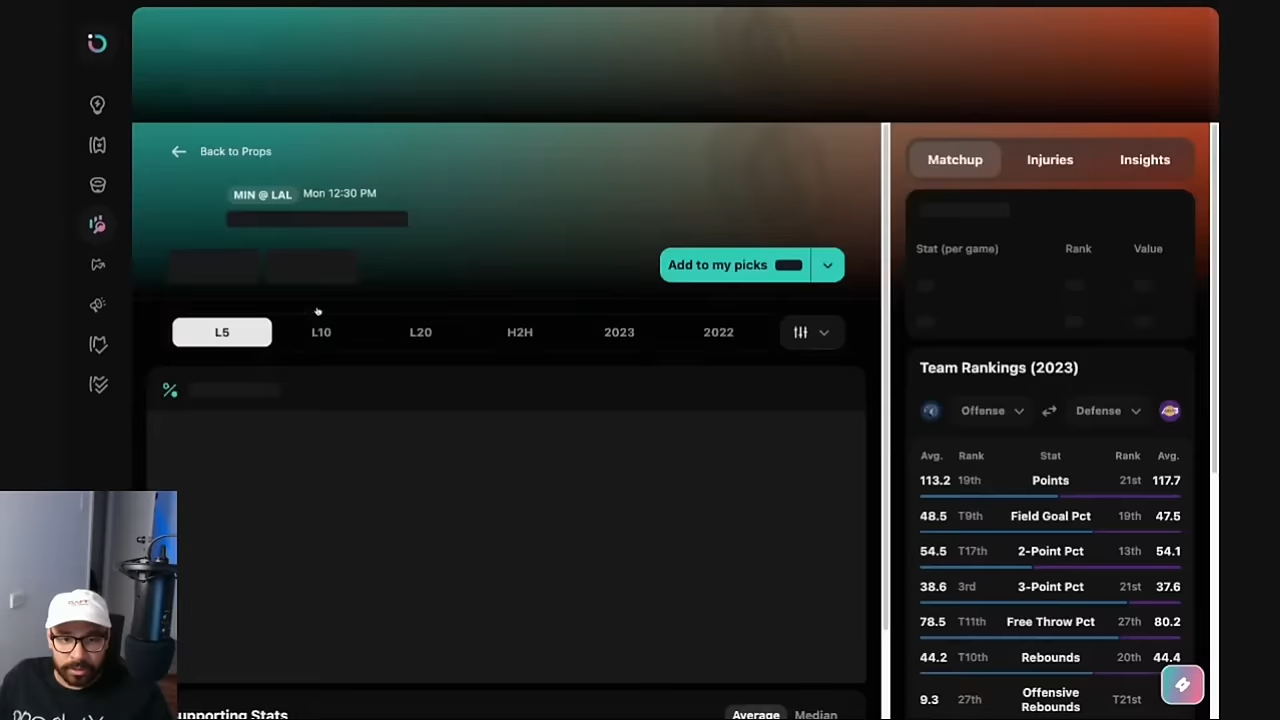 Back to Props
MIN @ LAL Mon 12:30 PM
Add to my picks
L5 L10 L20 H2H 2023 2022
Supporting Stats
Average Median
Matchup Injuries Insights
Stat (per game) Rank Value
Team Rankings (2023)
Offense Defense
Avg. Rank Stat Rank Avg.
113.2 19th Points 21st 117.7
48.5 T9th Field Goal Pct 19th 47.5
54.5 T17th 2-Point Pct 13th 54.1
38.6 3rd 3-Point Pct 21st 37.6
78.5 T11th Free Throw Pct 27th 80.2
44.2 T10th Rebounds 20th 44.4
9.3 27th Offensive Rebounds T21st